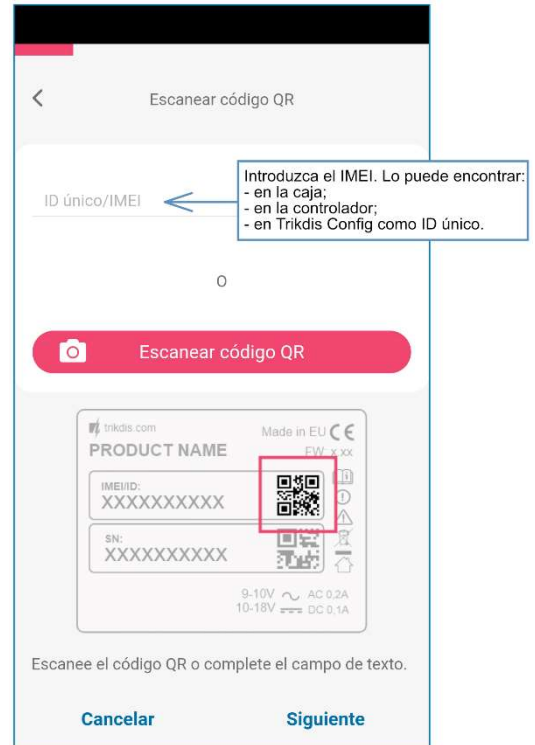 Escanear código QR
Introduzca el IMEI. Lo puede encontrar:
- en la caja;
- en la controlador;
- en Trikdis Config como ID único.
ID único/IMEI
O
Escanear código QR
trikdis.com
Made in EU CE
PRODUCT NAME
FW: x.xx
IMEI/ID:
XXXXXXXXXX
SN:
XXXXXXXXXX
9-10V AC 0,2A
10-18V DC 0,1A
Escanee el código QR o complete el campo de texto.
Cancelar Siguiente